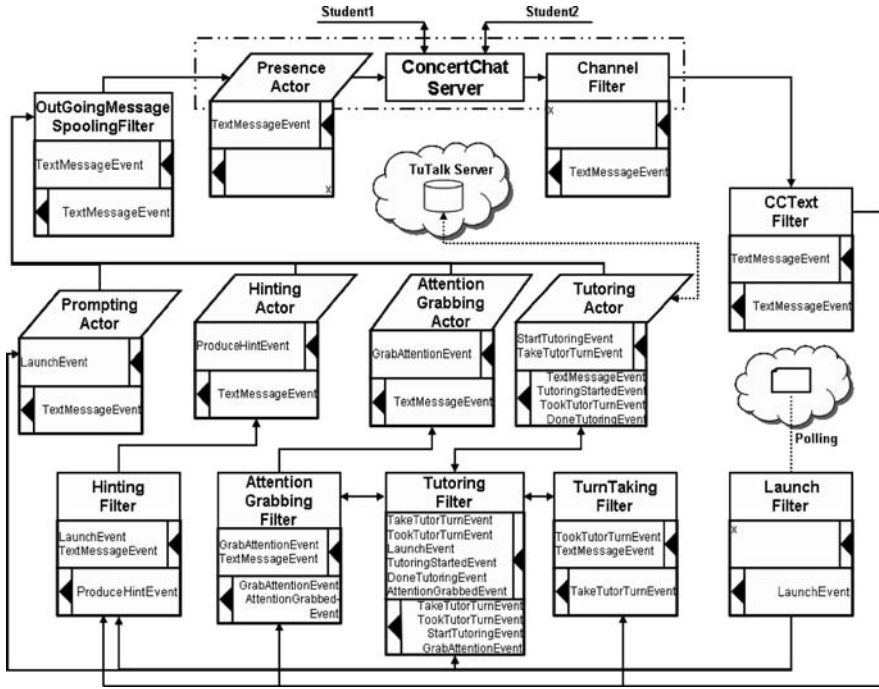 Student1
Student2
Presence
Actor
TextMessageEvent
x
ConcertChat
Server
Channel
Filter
x
TextMessageEvent
OutGoingMessage
SpoolingFilter
TextMessageEvent
TextMessageEvent
TuTalk Server
CCText
Filter
TextMessageEvent
TextMessageEvent
Prompting
Actor
LaunchEvent
TextMessageEvent
Hinting
Actor
ProduceHintEvent
TextMessageEvent
Attention
Grabbing
Actor
GrabAttentionEvent
TextMessageEvent
Tutoring
Actor
StartTutoringEvent
TakeTutorTurnEvent
TextMessageEvent
TutoringStartedEvent
TookTutorTurnEvent
DoneTutoringEvent
Polling
Hinting
Filter
LaunchEvent
TextMessageEvent
ProduceHintEvent
Attention
Grabbing
Filter
GrabAttentionEvent
TextMessageEvent
GrabAttentionEvent
AttentionGrabbed-
Event
Tutoring
Filter
TakeTutorTurnEvent
TookTutorTurnEvent
LaunchEvent
TutoringStartedEvent
DoneTutoringEvent
AttentionGrabbedEvent
TakeTutorTurnEvent
TookTutorTurnEvent
StartTutoringEvent
GrabAttentionEvent
TurnTaking
Filter
TookTutorTurnEvent
TextMessageEvent
TakeTutorTurnEvent
Launch
Filter
x
LaunchEvent